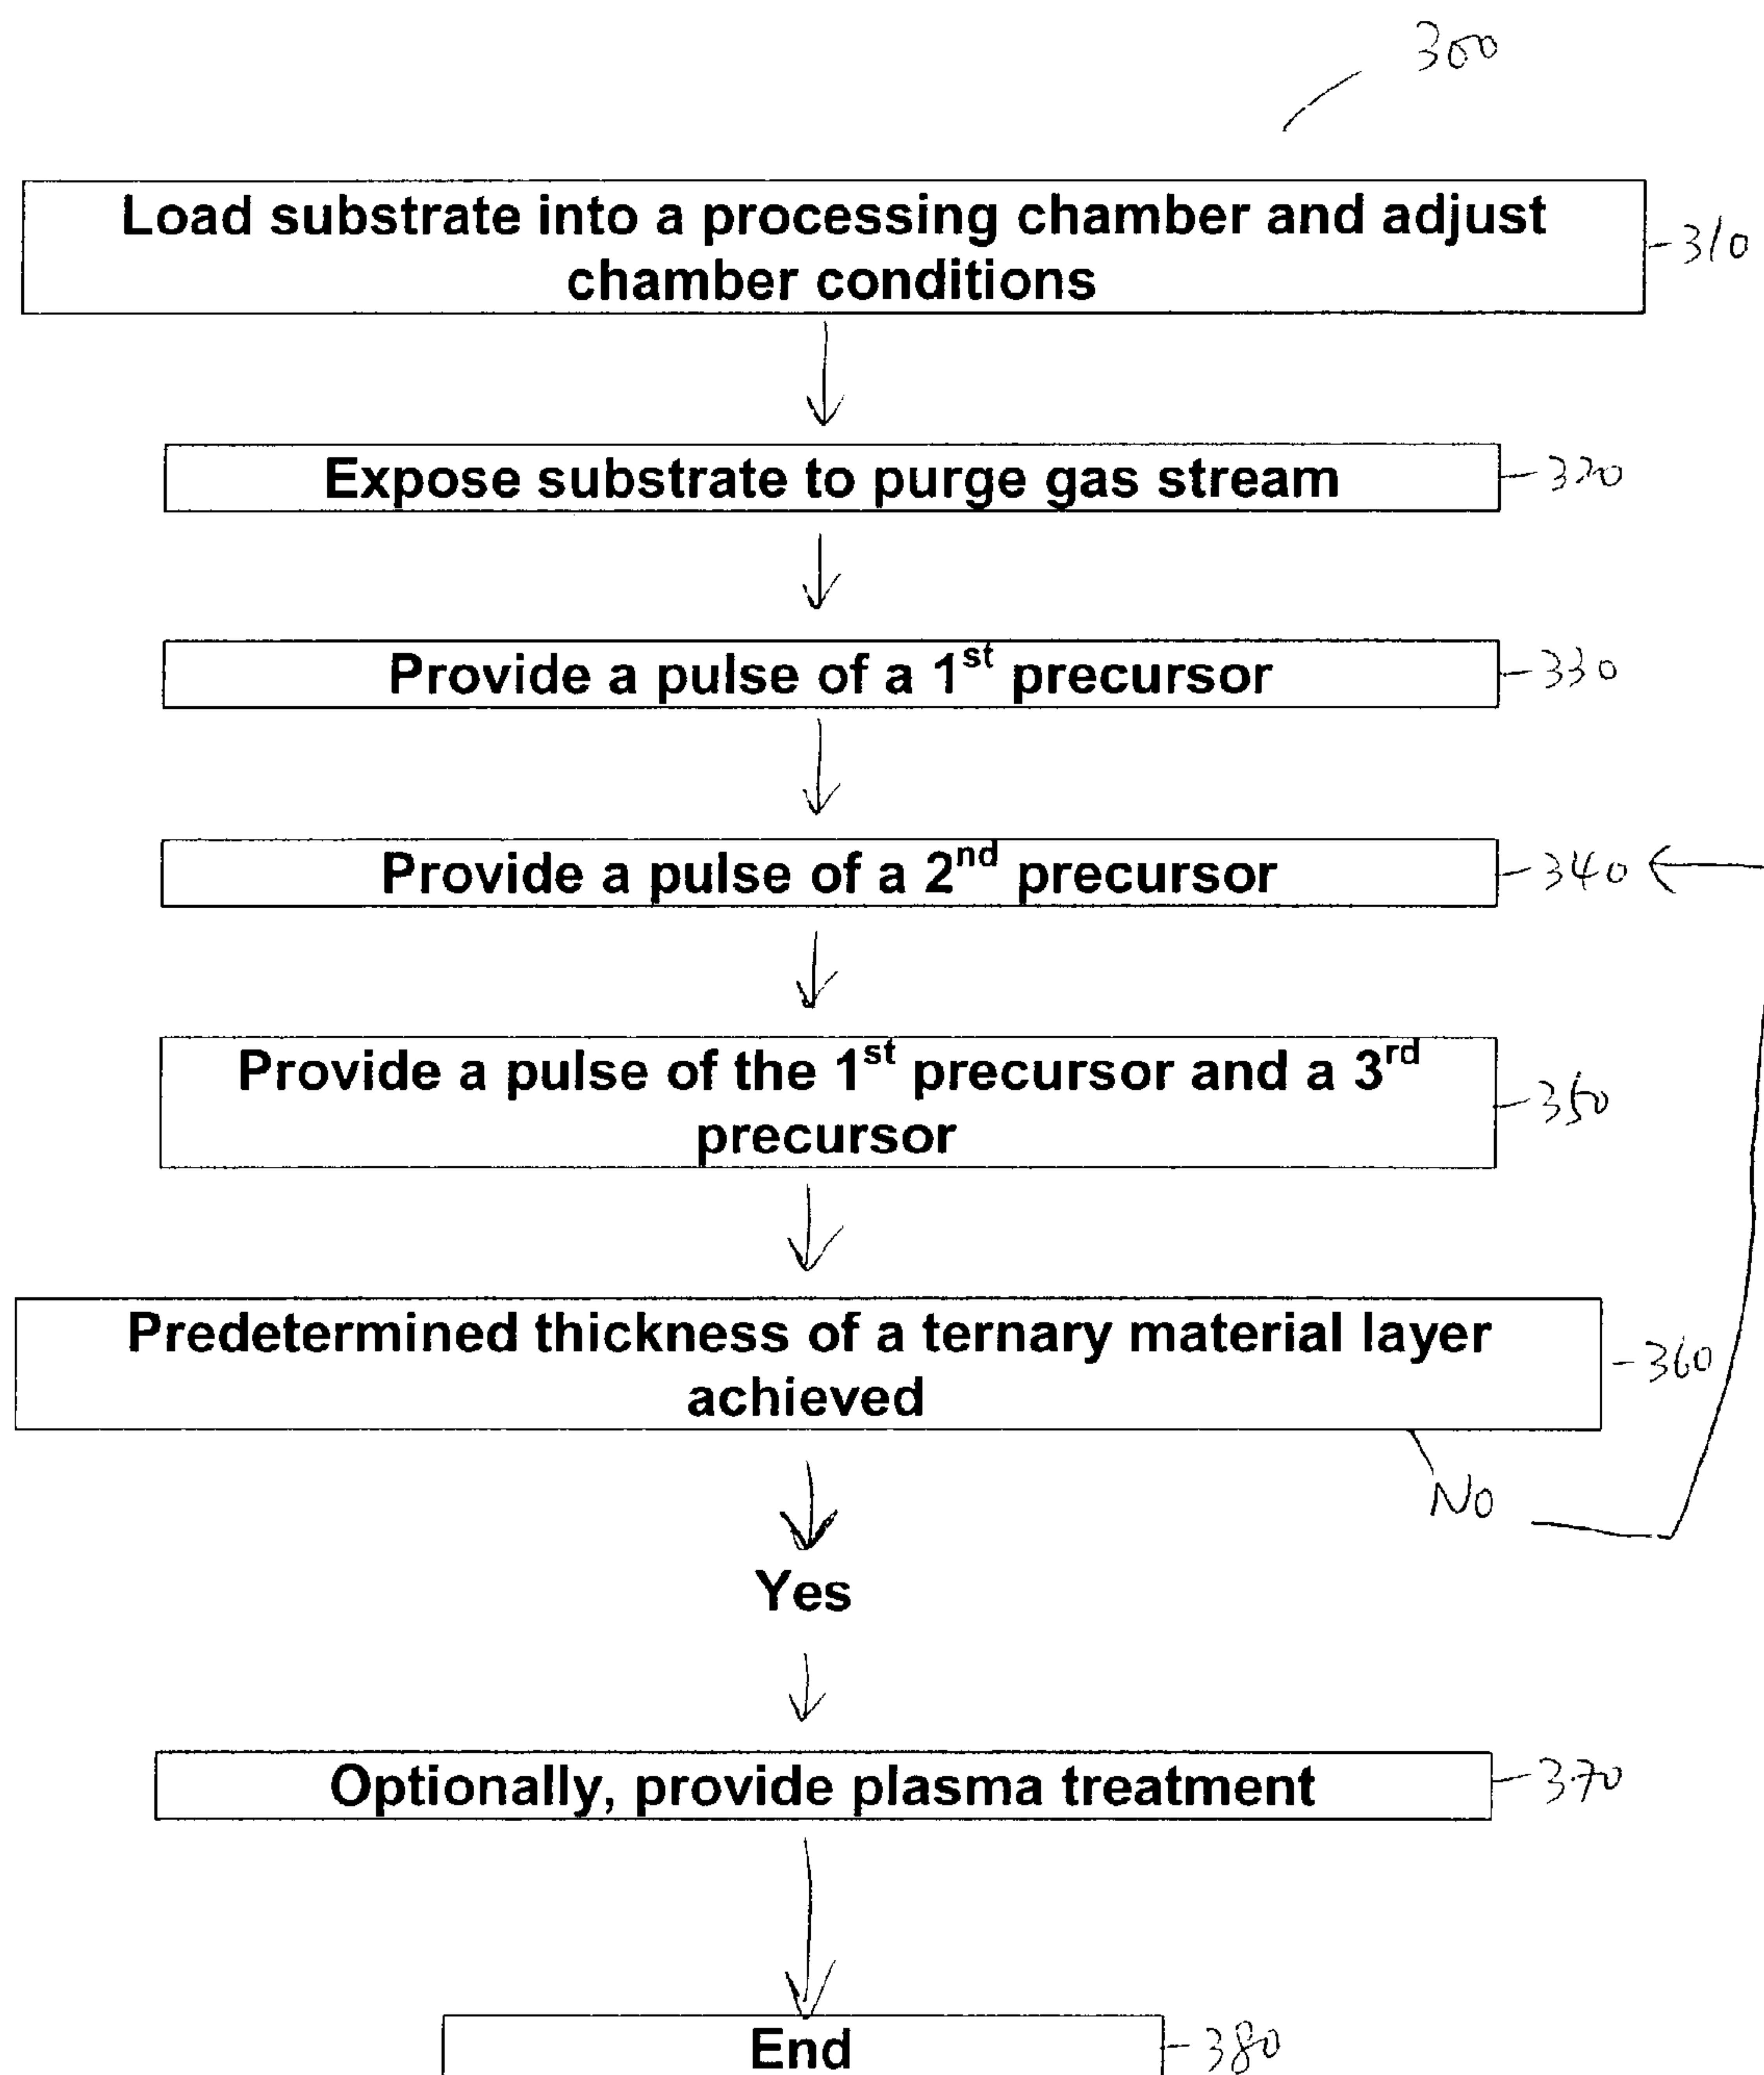 300
Load substrate into a processing chamber and adjust
chamber conditions
310
Expose substrate to purge gas stream
320
Provide a pulse of a 1st precursor
330
Provide a pulse of a 2nd precursor
340
Provide a pulse of the 1st precursor and a 3rd
precursor
350
Predetermined thickness of a ternary material layer
achieved
360
No
Yes
Optionally, provide plasma treatment
370
End
380